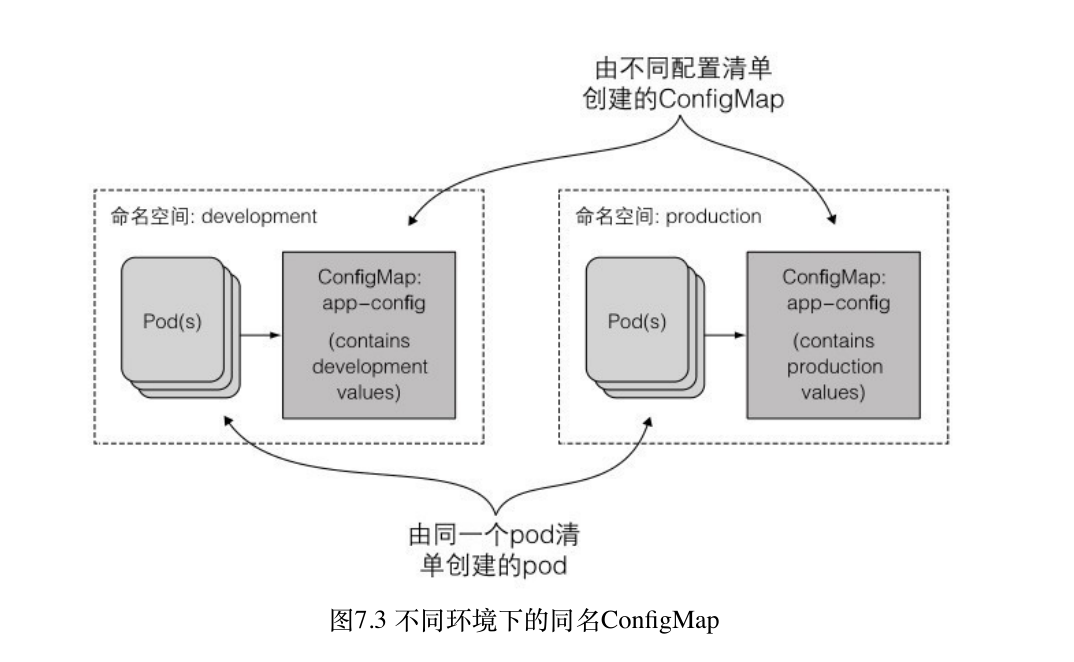 由不同配置清单
创建的ConfigMap
命名空间: development
Pod(s)
ConfigMap:
app-config
(contains
development
values)
命名空间: production
Pod(s)
ConfigMap:
app-config
(contains
production
values)
由同一个pod清
单创建的pod
图7.3 不同环境下的同名ConfigMap